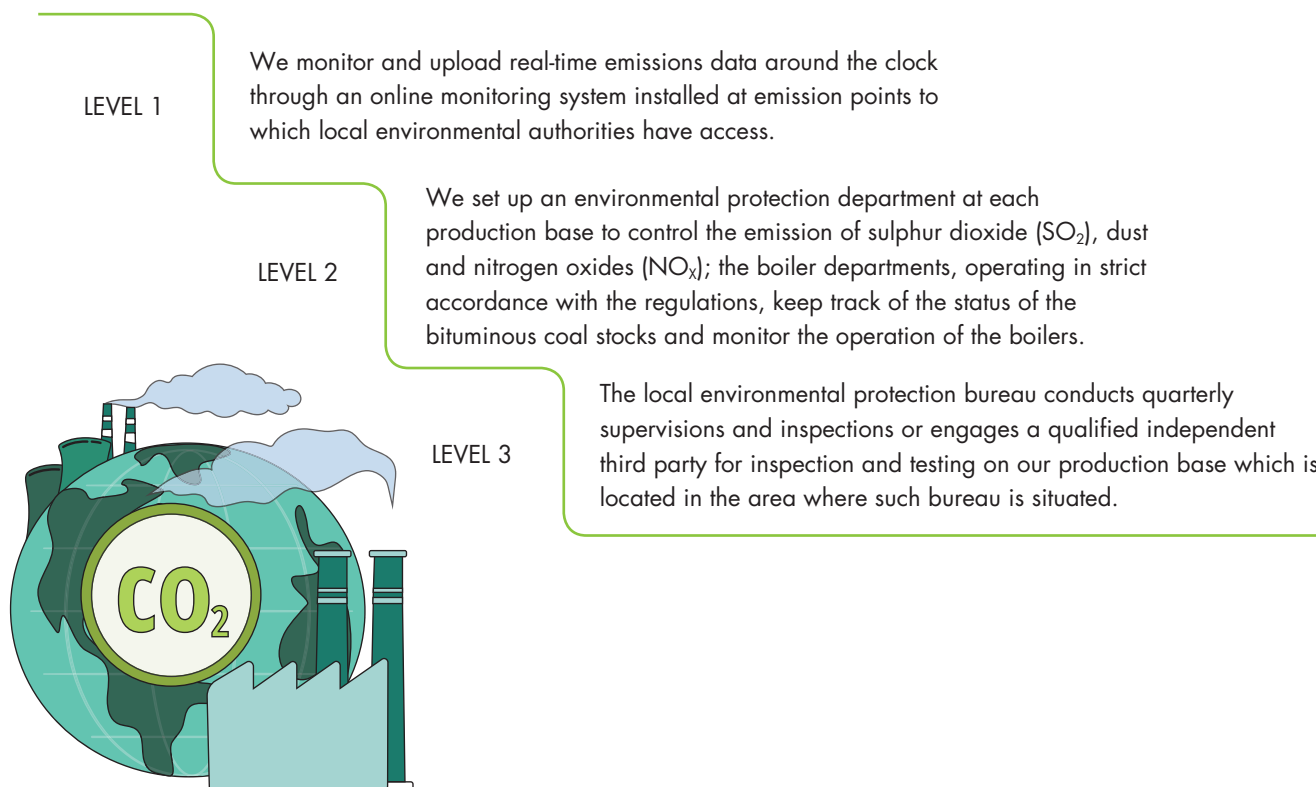 LEVEL 1
We monitor and upload real-time emissions data around the clock
through an online monitoring system installed at emission points to
which local environmental authorities have access.
LEVEL 2
We set up an environmental protection department at each
production base to control the emission of sulphur dioxide (SO₂), dust
and nitrogen oxides (NOₓ); the boiler departments, operating in strict
accordance with the regulations, keep track of the status of the
bituminous coal stocks and monitor the operation of the boilers.
LEVEL 3
The local environmental protection bureau conducts quarterly
supervisions and inspections or engages a qualified independent
third party for inspection and testing on our production base which is
located in the area where such bureau is situated.
CO₂